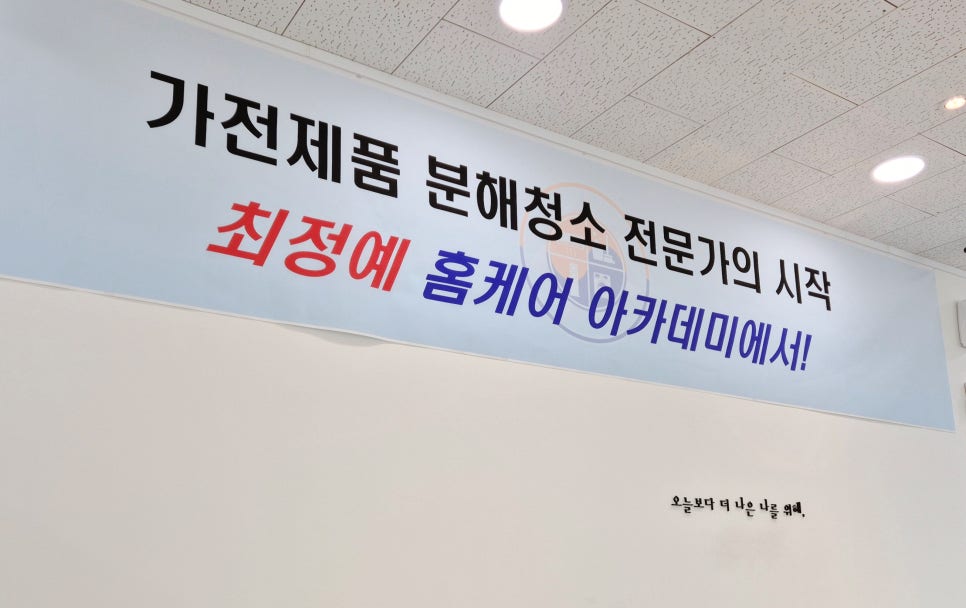 가전제품 분해청소 전문가의 시작
최정예 홈케어 아카데미에서!
오늘보다 더 나은 나를 위해,